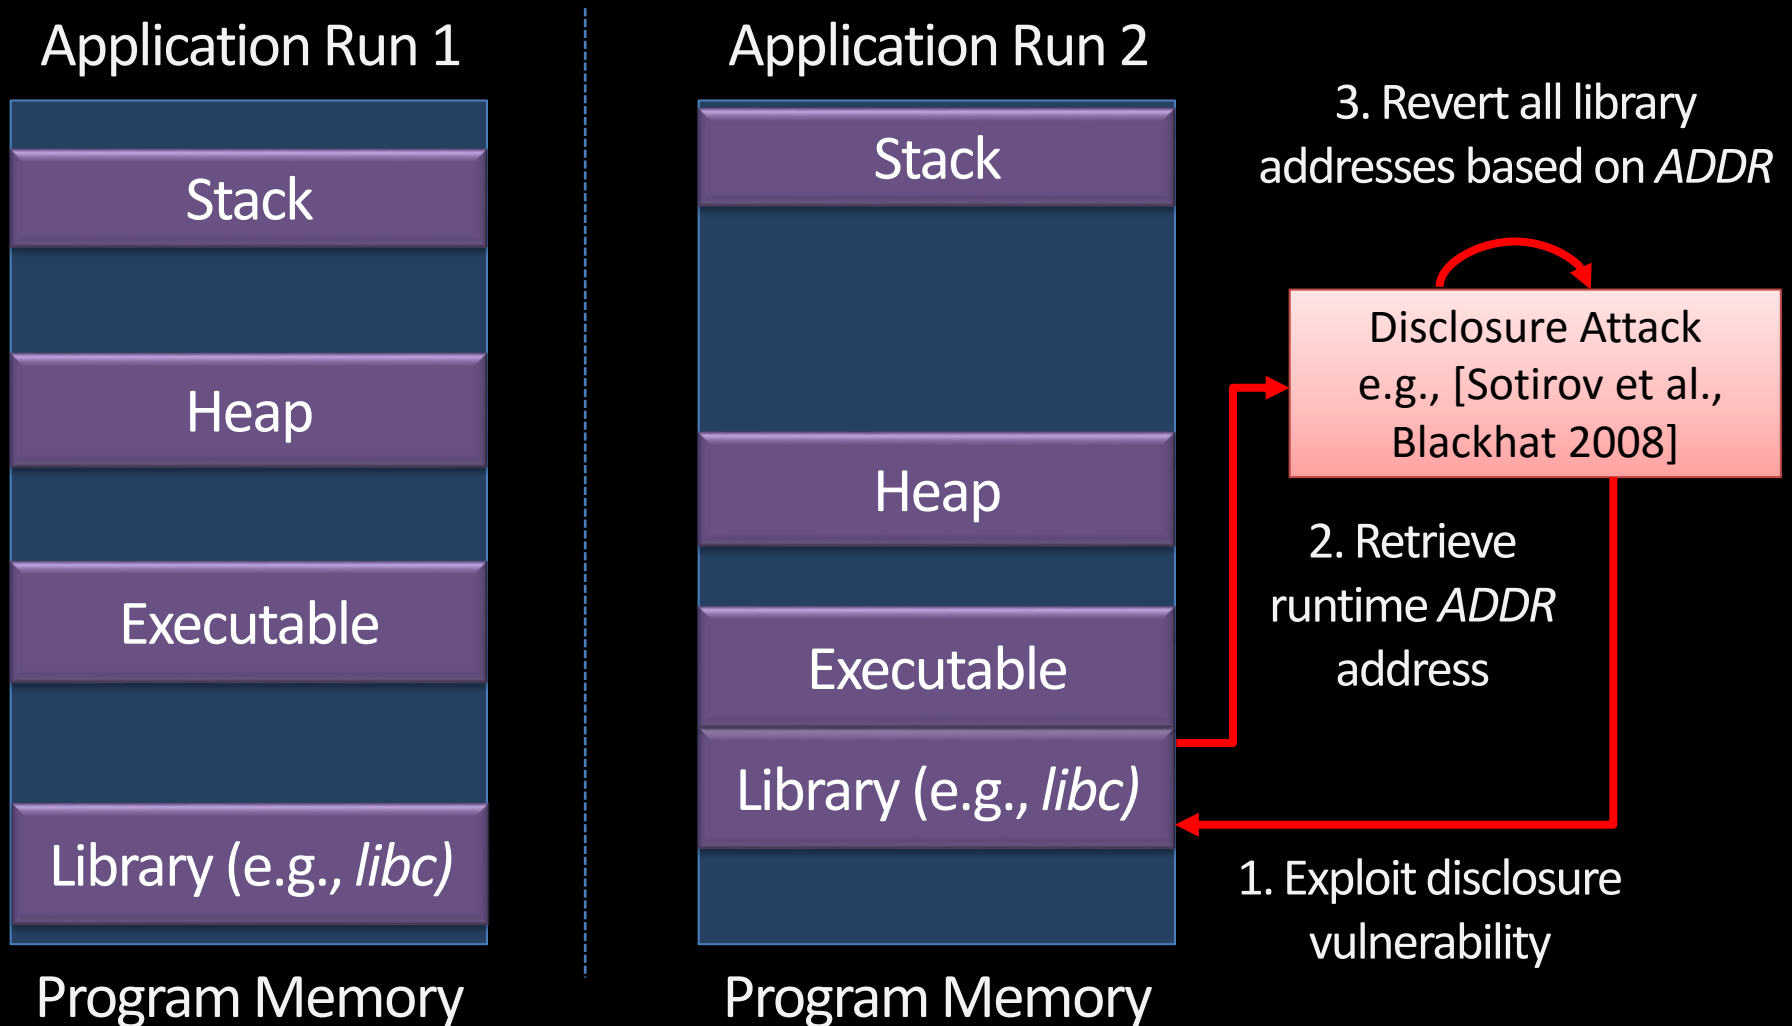 Application Run 1
Stack
Heap
Executable
Library (e.g., libc)
Program Memory
Application Run 2
Stack
Heap
Executable
Library (e.g., libc)
Program Memory
3. Revert all library
addresses based on ADDR
Disclosure Attack
e.g., [Sotirov et al.,
Blackhat 2008]
2. Retrieve
runtime ADDR
address
1. Exploit disclosure
vulnerability